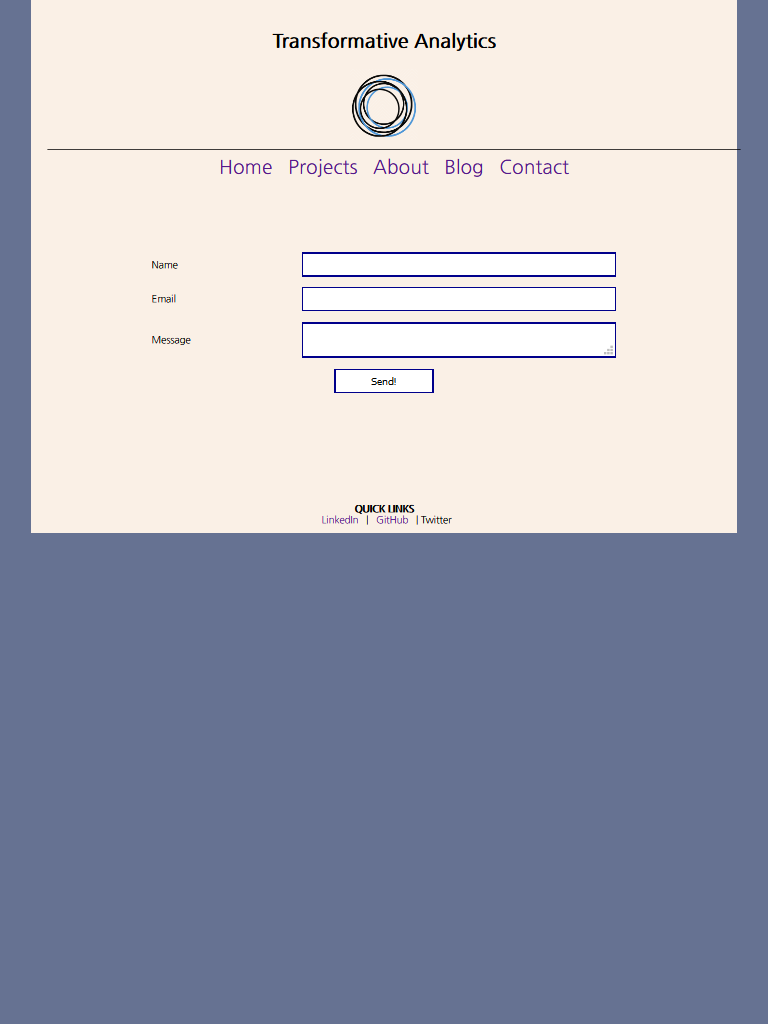 Transformative Analytics
Home Projects About Blog Contact
Name
Email
Message
Send!
QUICK LINKS
LinkedIn | GitHub | Twitter